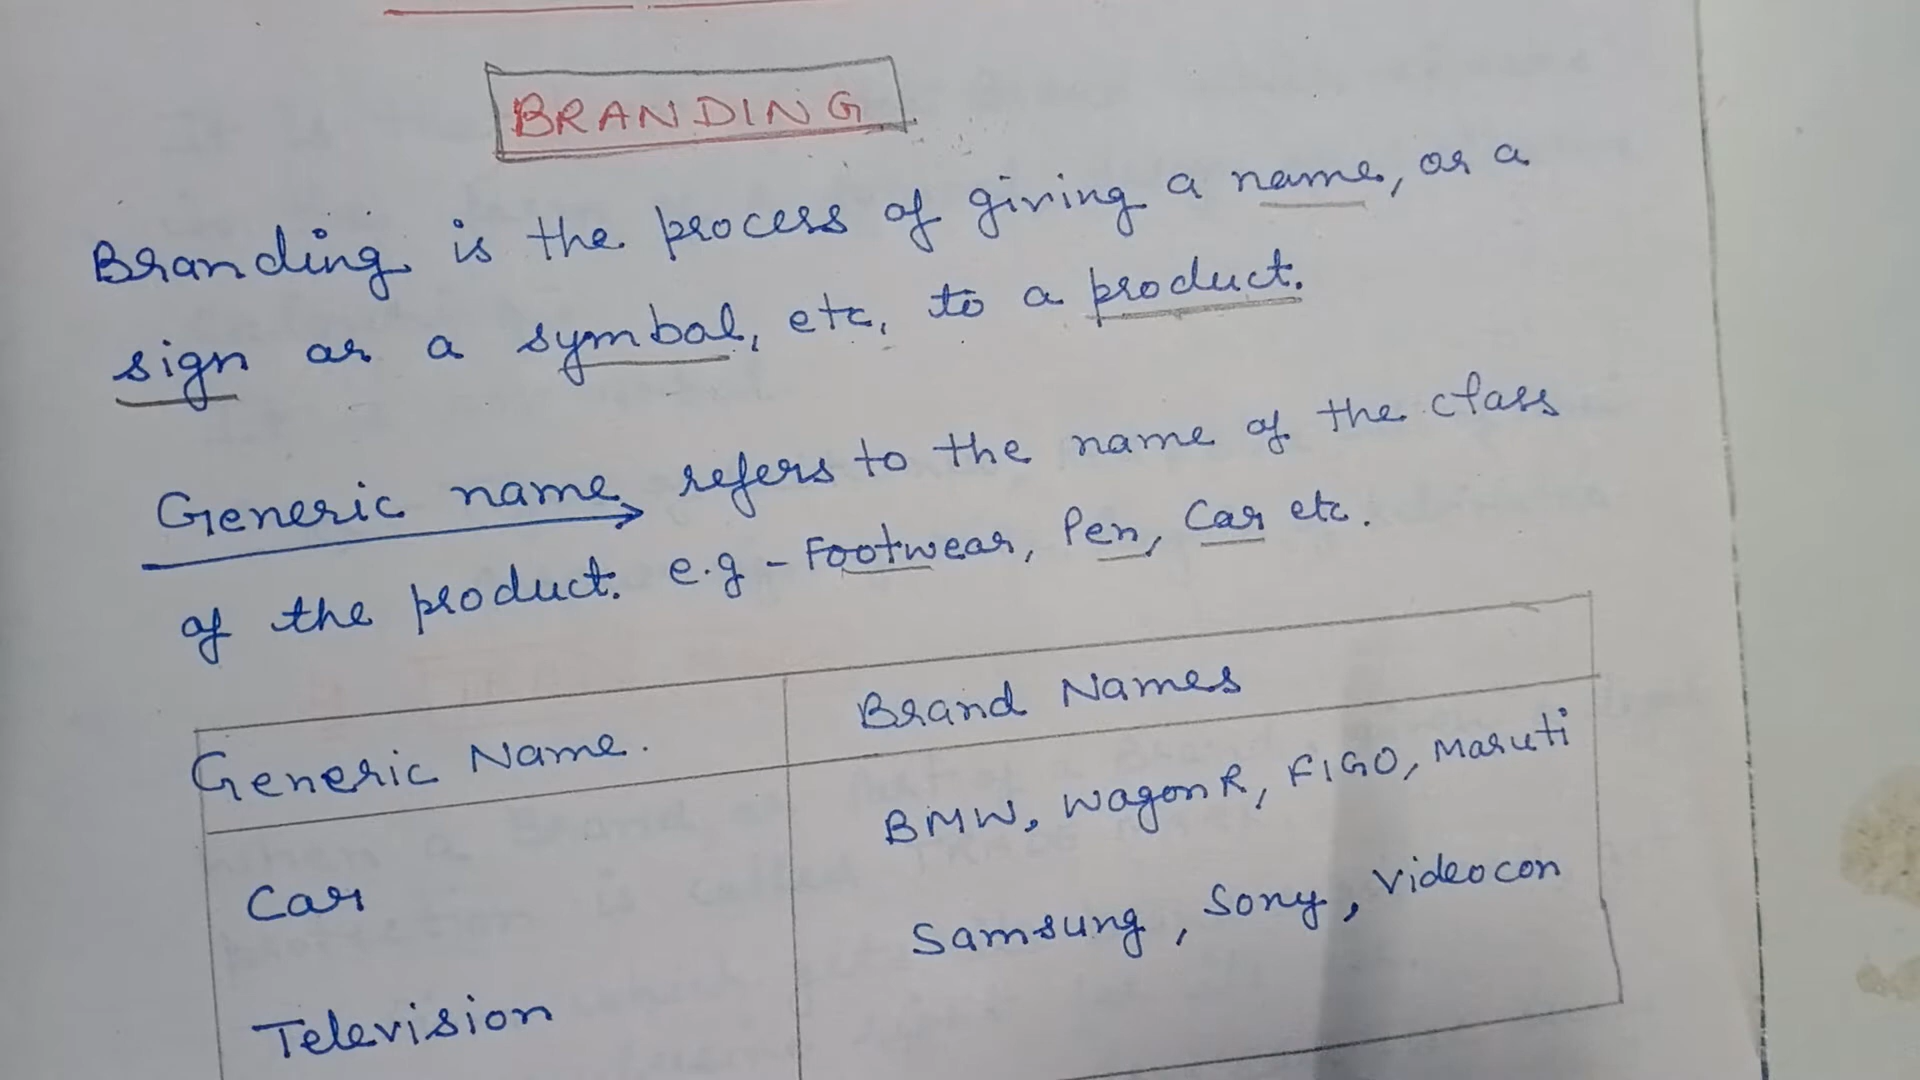 BRANDING
Branding is the process of giving a name, or a
sign or a symbol, etc, to a product.
Generic name refers to the name of the class
of the product. e.g - Footwear, Pen, Car etc.
Generic Name. Brand Names
Car BMW, WagonR, FIGO, Maruti
Television Samsung, Sony, Videocon